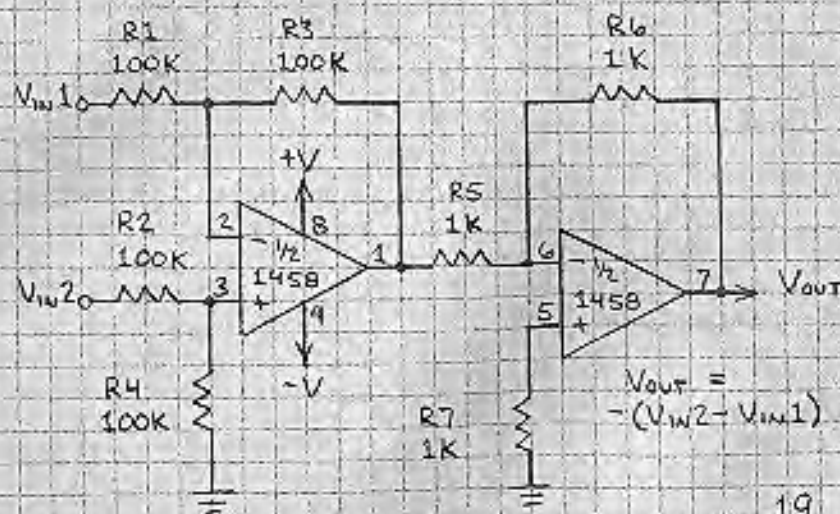 R1
100K
R3
100K
R6
1K
VIN1
+V
R2
100K
R5
1K
2
8
- 1/2
1458
1
3
+
4
6
- 1/2
1458
7
5
+
VIN2
VOUT
-V
R4
100K
R7
1K
VOUT =
-(VIN2-VIN1)
19